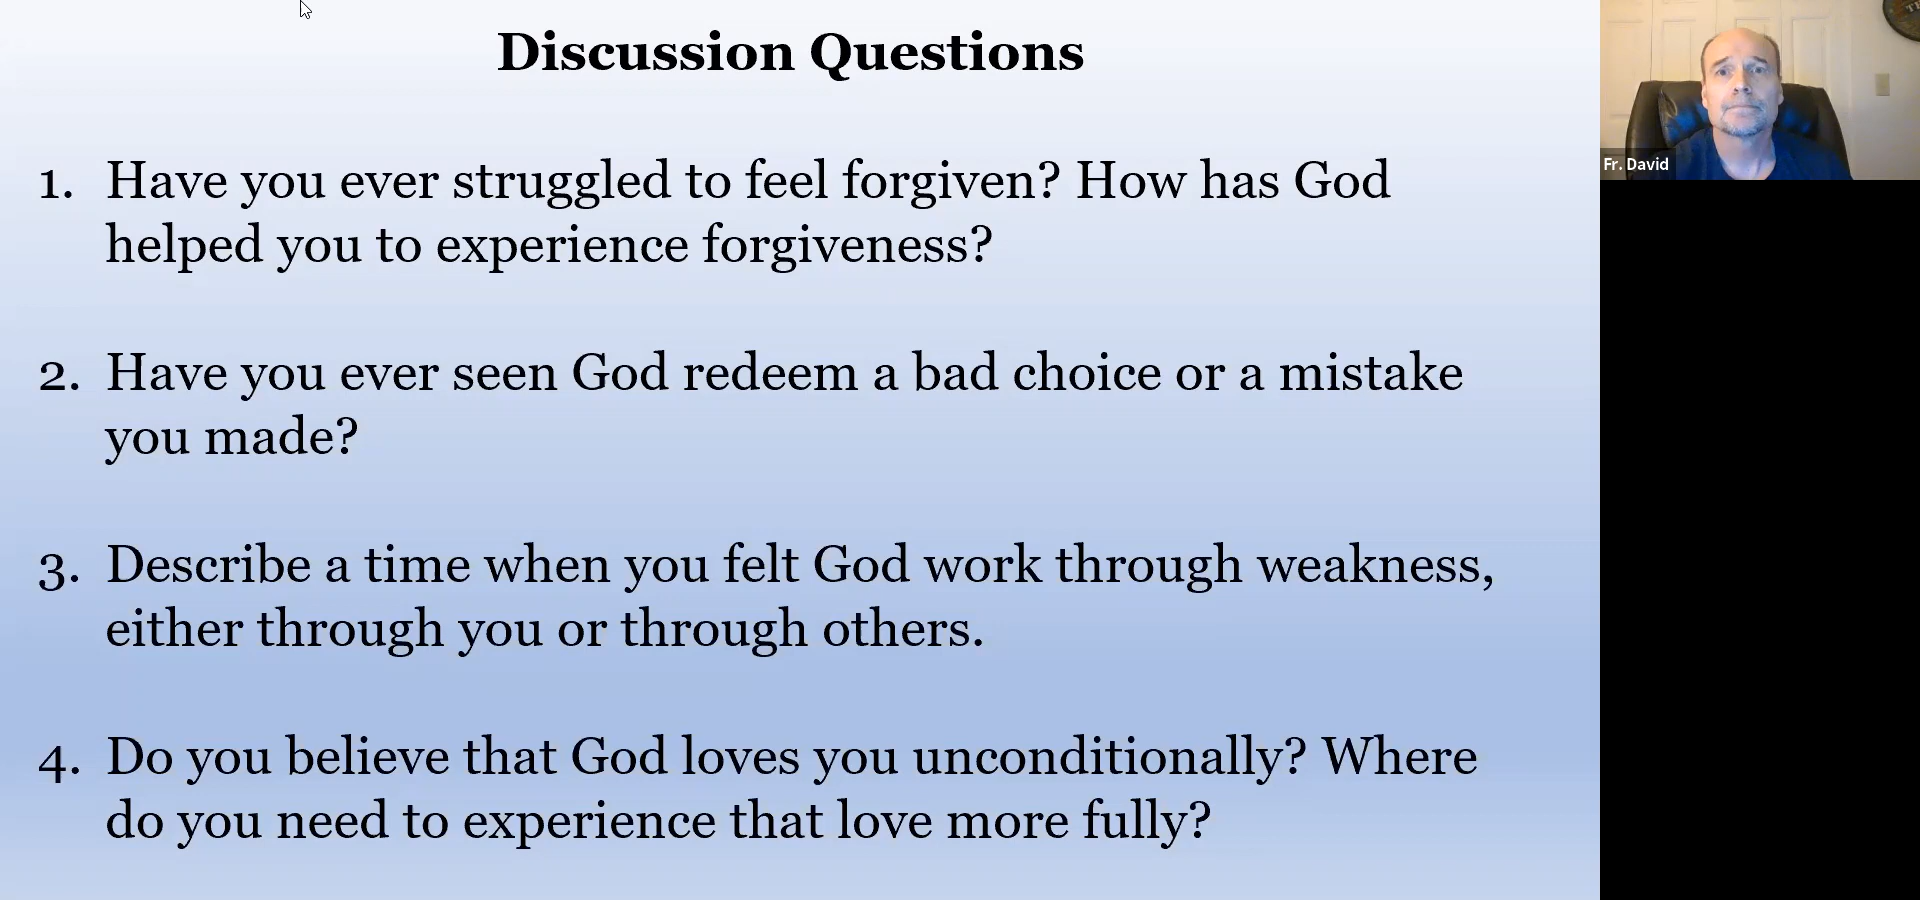 Discussion Questions
1. Have you ever struggled to feel forgiven? How has God
helped you to experience forgiveness?
2. Have you ever seen God redeem a bad choice or a mistake
you made?
3. Describe a time when you felt God work through weakness,
either through you or through others.
4. Do you believe that God loves you unconditionally? Where
do you need to experience that love more fully?
Fr. David